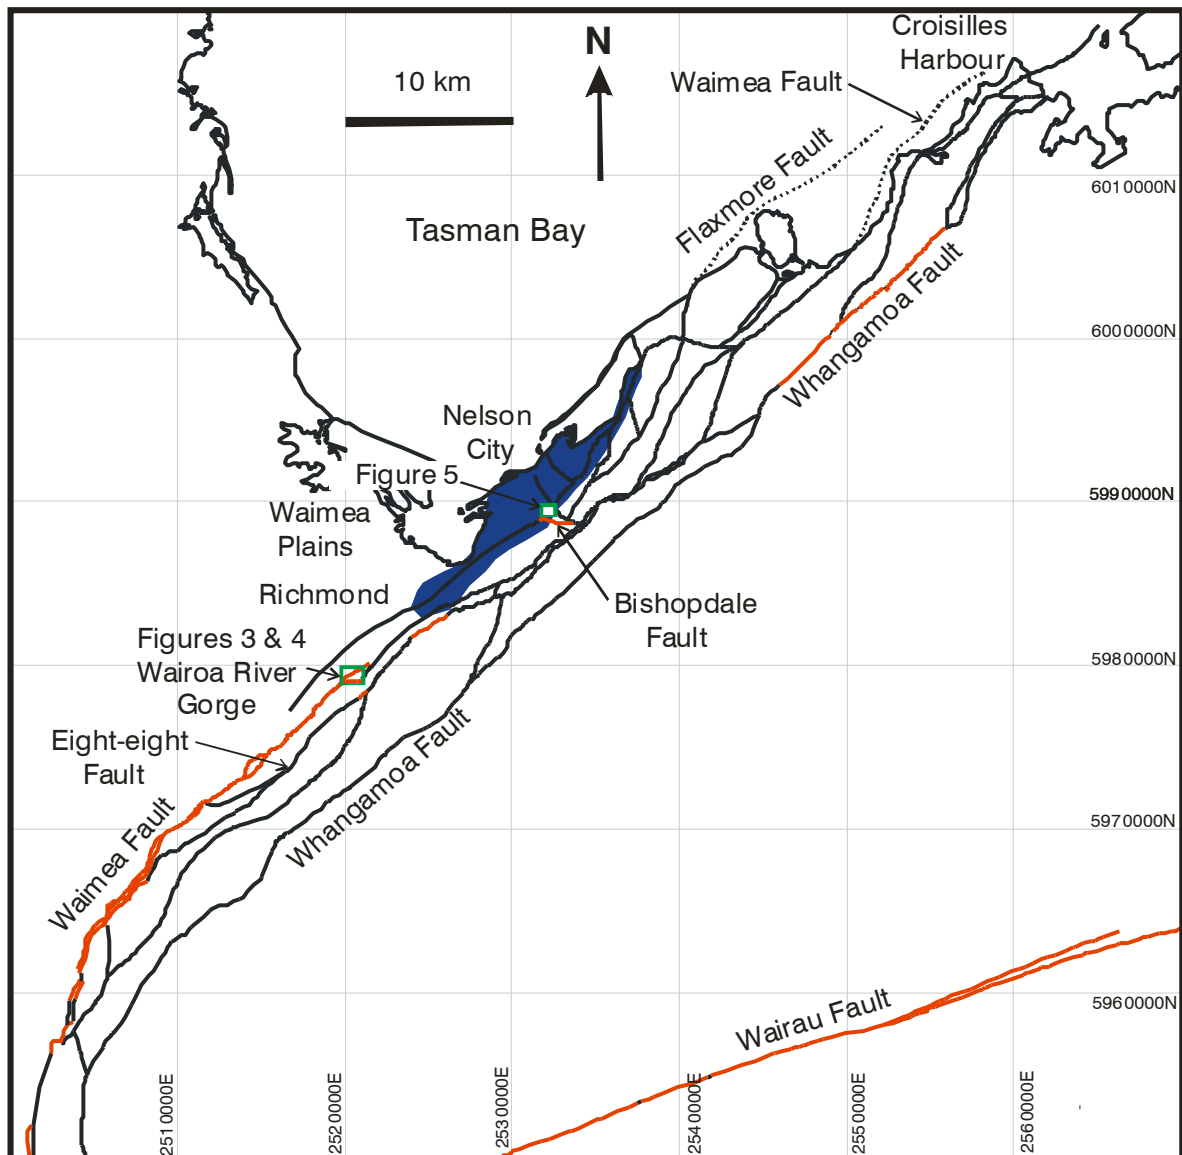 Croisilles
Harbour
N
10 km
Waimea Fault
Flaxmore Fault
6010000N
Tasman Bay
Whangamoa Fault
6000000N
Nelson
City
Figure 5
5990000N
Waimea
Plains
Richmond
Bishopdale
Fault
Figures 3 & 4
Wairoa River
Gorge
5980000N
Eight-eight
Fault
Whangamoa Fault
Waimea Fault
5970000N
5960000N
Wairau Fault
2510000E
2520000E
2530000E
2540000E
2550000E
2560000E